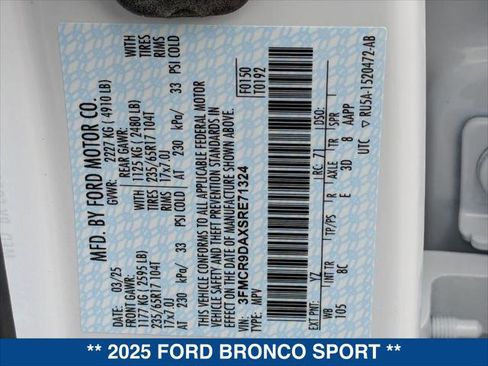 MFD. BY FORD MOTOR CO.
DATE: 03/25 GVWR: 2227 KG ( 4910 LB)
FRONT GAWR: REAR GAWR: WITH
1177 KG ( 2595 LB) 1125 KG ( 2480 LB) TIRES
235/65R17 104T 235/65R17 104T RIMS
17x7.0J 17x7.0J
AT 230 kPa/ 33 PSI COLD AT 230 kPa/ 33 PSI COLD
THIS VEHICLE CONFORMS TO ALL APPLICABLE FEDERAL MOTOR
VEHICLE SAFETY AND THEFT PREVENTION STANDARDS IN
EFFECT ON THE DATE OF MANUFACTURE SHOWN ABOVE.
VIN: 3FMCR9DAXSRE71324 F0150
TYPE: MPV T0192
EXT PNT: YZ RC: 71 DSO:
WB INT TR TP/PS R AXLE TR
105 8C E 3D 8 AAPP
UTC RU5A-1520472-AB
** 2025 FORD BRONCO SPORT **